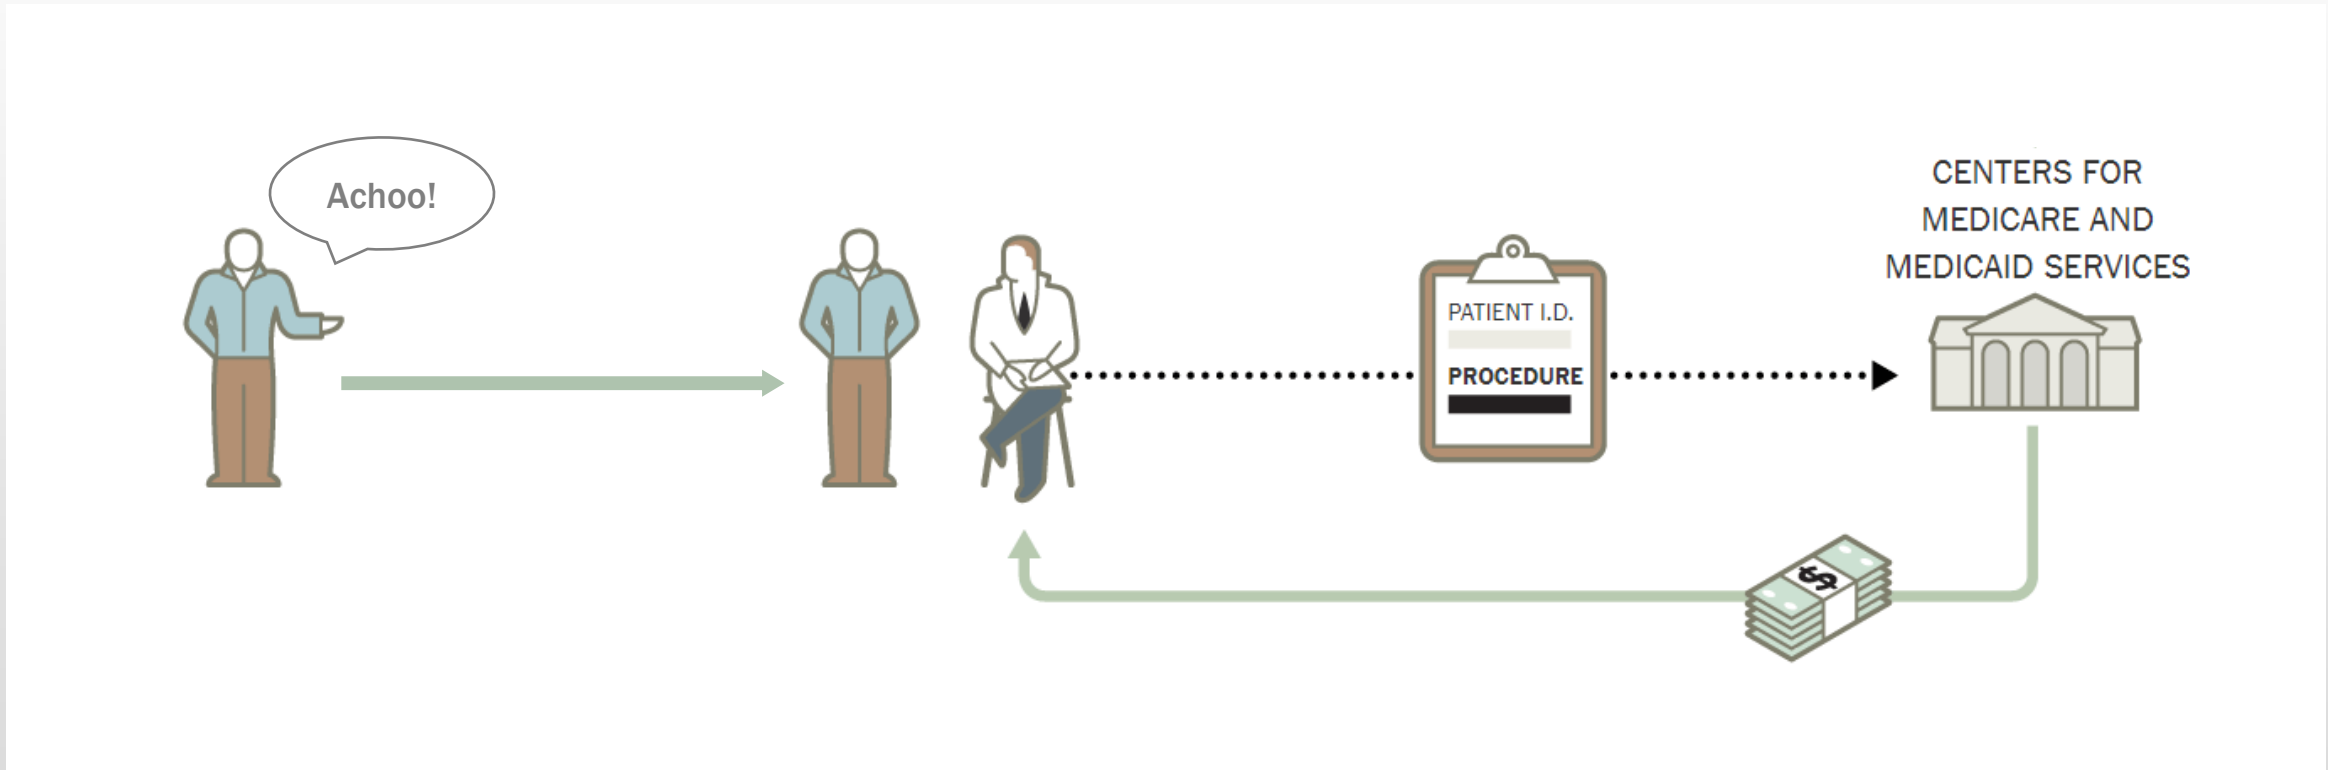 Achoo!
CENTERS FOR
MEDICARE AND
MEDICAID SERVICES
PATIENT I.D.
PROCEDURE
$